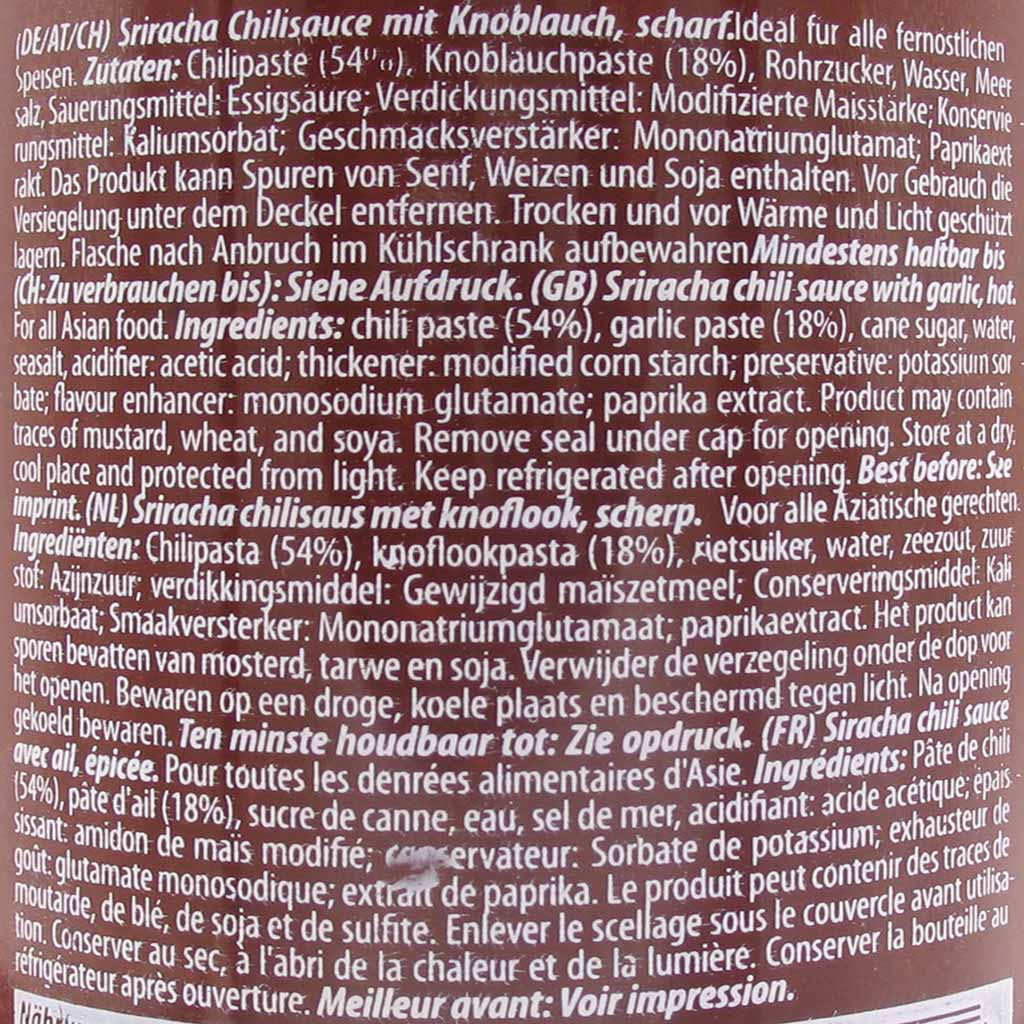 (DE/AT/CH) Sriracha Chilisauce mit Knoblauch, scharf.Ideal für alle fernöstlichen
Speisen. Zutaten: Chilipaste (54%), Knoblauchpaste (18%), Rohrzucker, Wasser, Meer
salz, Säuerungsmittel: Essigsäure; Verdickungsmittel: Modifizierte Maisstärke; Konservie
rungsmittel: Kaliumsorbat; Geschmacksverstärker: Mononatriumglutamat; Paprikaext
rakt. Das Produkt kann Spuren von Senf, Weizen und Soja enthalten. Vor Gebrauch die
Versiegelung unter dem Deckel entfernen. Trocken und vor Wärme und Licht geschützt
lagern. Flasche nach Anbruch im Kühlschrank aufbewahren Mindestens haltbar bis
(CH: Zu verbrauchen bis): Siehe Aufdruck. (GB) Sriracha chili sauce with garlic, hot.
For all Asian food. Ingredients: chili paste (54%), garlic paste (18%), cane sugar, water,
seasalt, acidifier: acetic acid; thickener: modified corn starch; preservative: potassium sor
bate; flavour enhancer: monosodium glutamate; paprika extract. Product may contain
traces of mustard, wheat, and soya. Remove seal under cap for opening. Store at a dry,
cool place and protected from light. Keep refrigerated after opening. Best before: See
imprint. (NL) Sriracha chilisaus met knoflook, scherp. Voor alle Aziatische gerechten.
Ingrediënten: Chilipasta (54%), knoflookpasta (18%), rietsuiker, water, zeezout, zuur
stof: Azijnzuur; verdikkingsmiddel: Gewijzigd maïszetmeel; Conserveringsmiddel: Kali
umsorbaat; Smaakversterker: Mononatriumglutamaat; paprikaextract. Het product kan
sporen bevatten van mosterd, tarwe en soja. Verwijder de verzegeling onder de dop voor
het openen. Bewaren op een droge, koele plaats en beschermd tegen licht. Na opening
gekoeld bewaren. Ten minste houdbaar tot: Zie opdruck. (FR) Siracha chili sauce
avec ail, épicée. Pour toutes les denrées alimentaires d'Asie. Ingrédients: Pâte de chili
(54%), pâte d'ail (18%), sucre de canne, eau, sel de mer, acidifiant: acide acétique; épais
sissant: amidon de maïs modifié; conservateur: Sorbate de potassium; exhausteur de
goût: glutamate monosodique; extrait de paprika. Le produit peut contenir des traces de
moutarde, de blé, de soja et de sulfite. Enlever le scellage sous le couvercle avant utilisa-
tion. Conserver au sec, à l'abri de la chaleur et de la lumière. Conserver la bouteille au
réfrigérateur après ouverture. Meilleur avant: Voir impression.